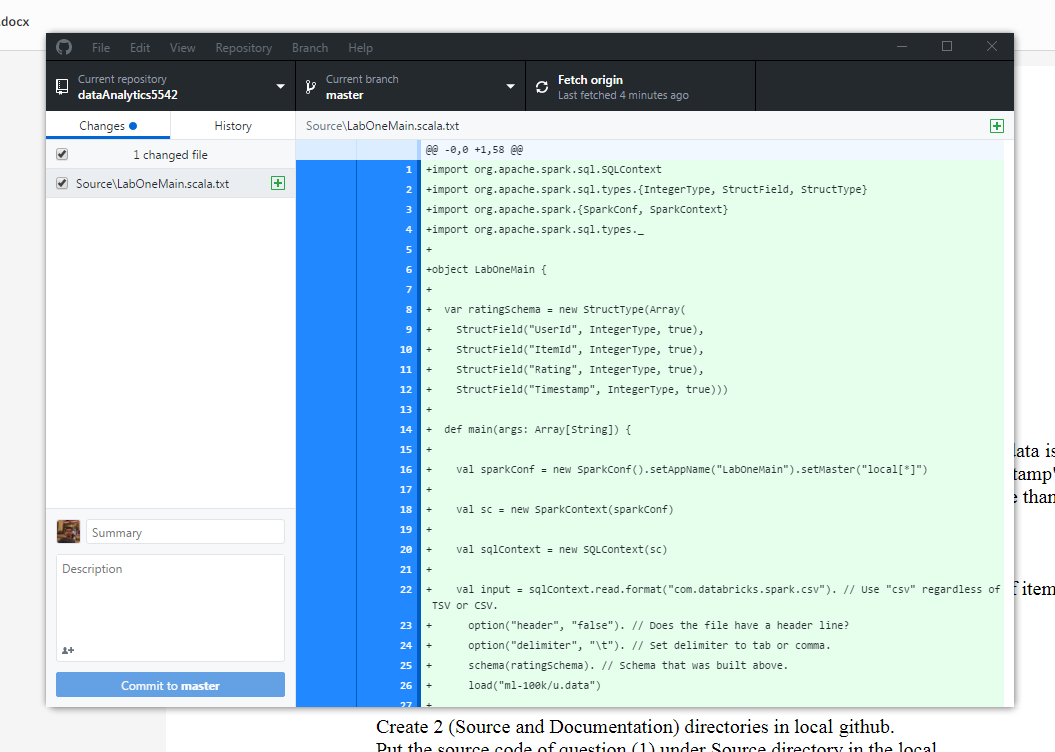 .docx
File Edit View Repository Branch Help
Current repository
dataAnalytics5542
Current branch
master
Fetch origin
Last fetched 4 minutes ago
Changes
History
Source\LabOneMain.scala.txt
1 changed file
Source\LabOneMain.scala.txt
@@ -0,0 +1,58 @@
1 +import org.apache.spark.sql.SQLContext
2 +import org.apache.spark.sql.types.{IntegerType, StructField, StructType}
3 +import org.apache.spark.{SparkConf, SparkContext}
4 +import org.apache.spark.sql.types._
5 +
6 +object LabOneMain {
7 +
8 +  var ratingSchema = new StructType(Array(
9 +    StructField("UserId", IntegerType, true),
10 +    StructField("ItemId", IntegerType, true),
11 +    StructField("Rating", IntegerType, true),
12 +    StructField("Timestamp", IntegerType, true)))
13 +
14 +  def main(args: Array[String]) {
15 +
16 +    val sparkConf = new SparkConf().setAppName("LabOneMain").setMaster("local[*]")
17 +
18 +    val sc = new SparkContext(sparkConf)
19 +
20 +    val sqlContext = new SQLContext(sc)
21 +
22 +    val input = sqlContext.read.format("com.databricks.spark.csv"). // Use "csv" regardless of
TSV or CSV.
23 +      option("header", "false"). // Does the file have a header line?
24 +      option("delimiter", "\t"). // Set delimiter to tab or comma.
25 +      schema(ratingSchema). // Schema that was built above.
26 +      load("ml-100k/u.data")
27 +
Summary
Description
Commit to master
data is
tamp"
e than
f item
Create 2 (Source and Documentation) directories in local github.
Put the source code of question (1) under Source directory in the local